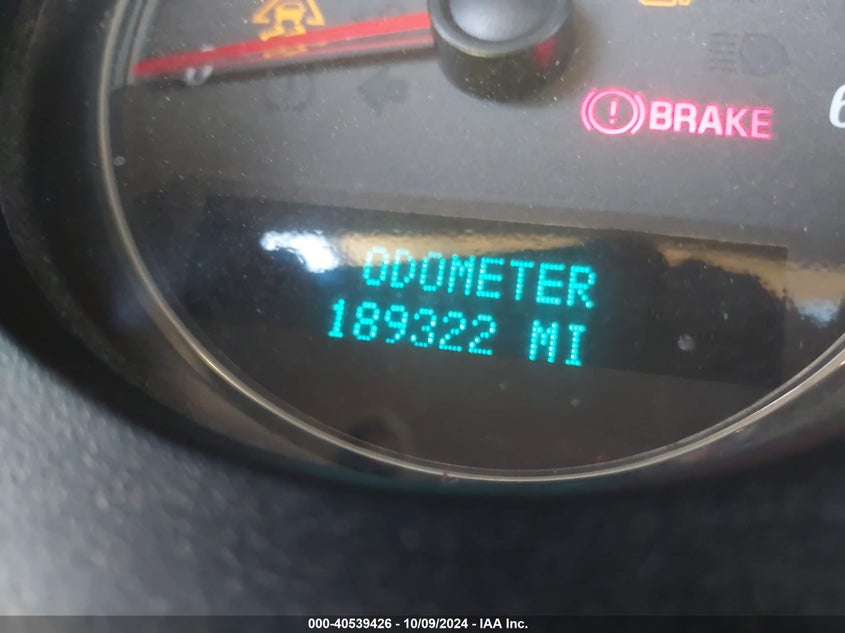 BRAKE
ODOMETER
189322 MI
000-40539426 - 10/09/2024 - IAA Inc.